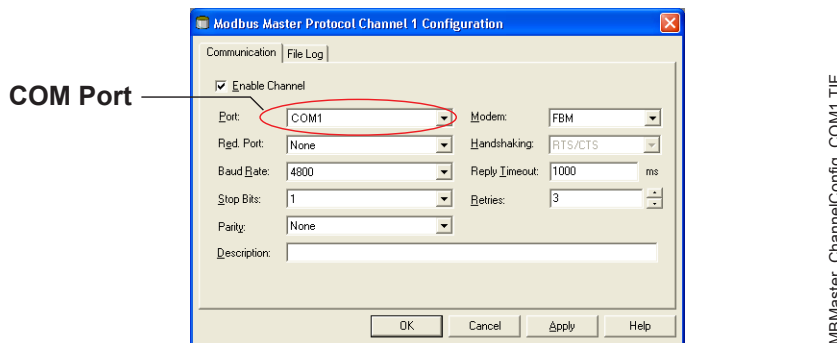 Modbus Master Protocol Channel 1 Configuration
Communication File Log
Enable Channel
COM Port
Port: COM1 Modem: FBM
Red. Port: None Handshaking: RTS/CTS
Baud Rate: 4800 Reply Timeout: 1000 ms
Stop Bits: 1 Retries: 3
Parity: None
Description:
OK Cancel Apply Help
MBMaster_ChannelConfig_COM1.TIF